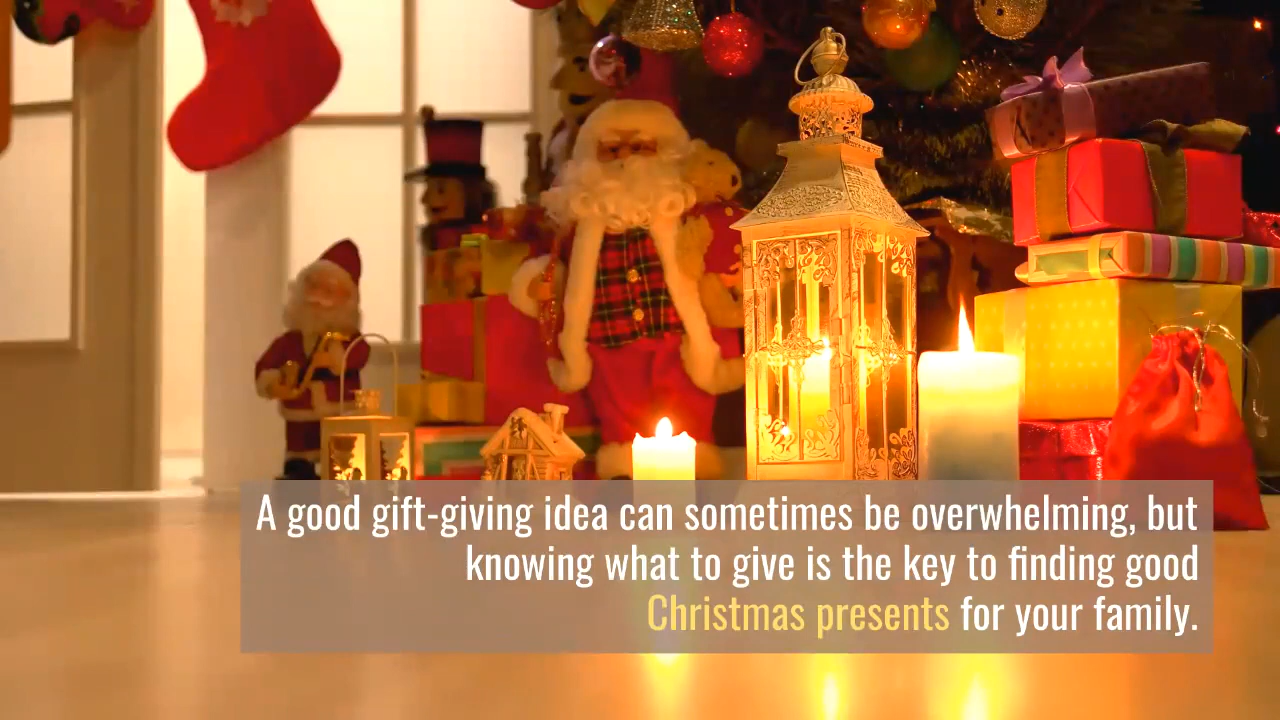 A good gift-giving idea can sometimes be overwhelming, but
knowing what to give is the key to finding good
Christmas presents for your family.